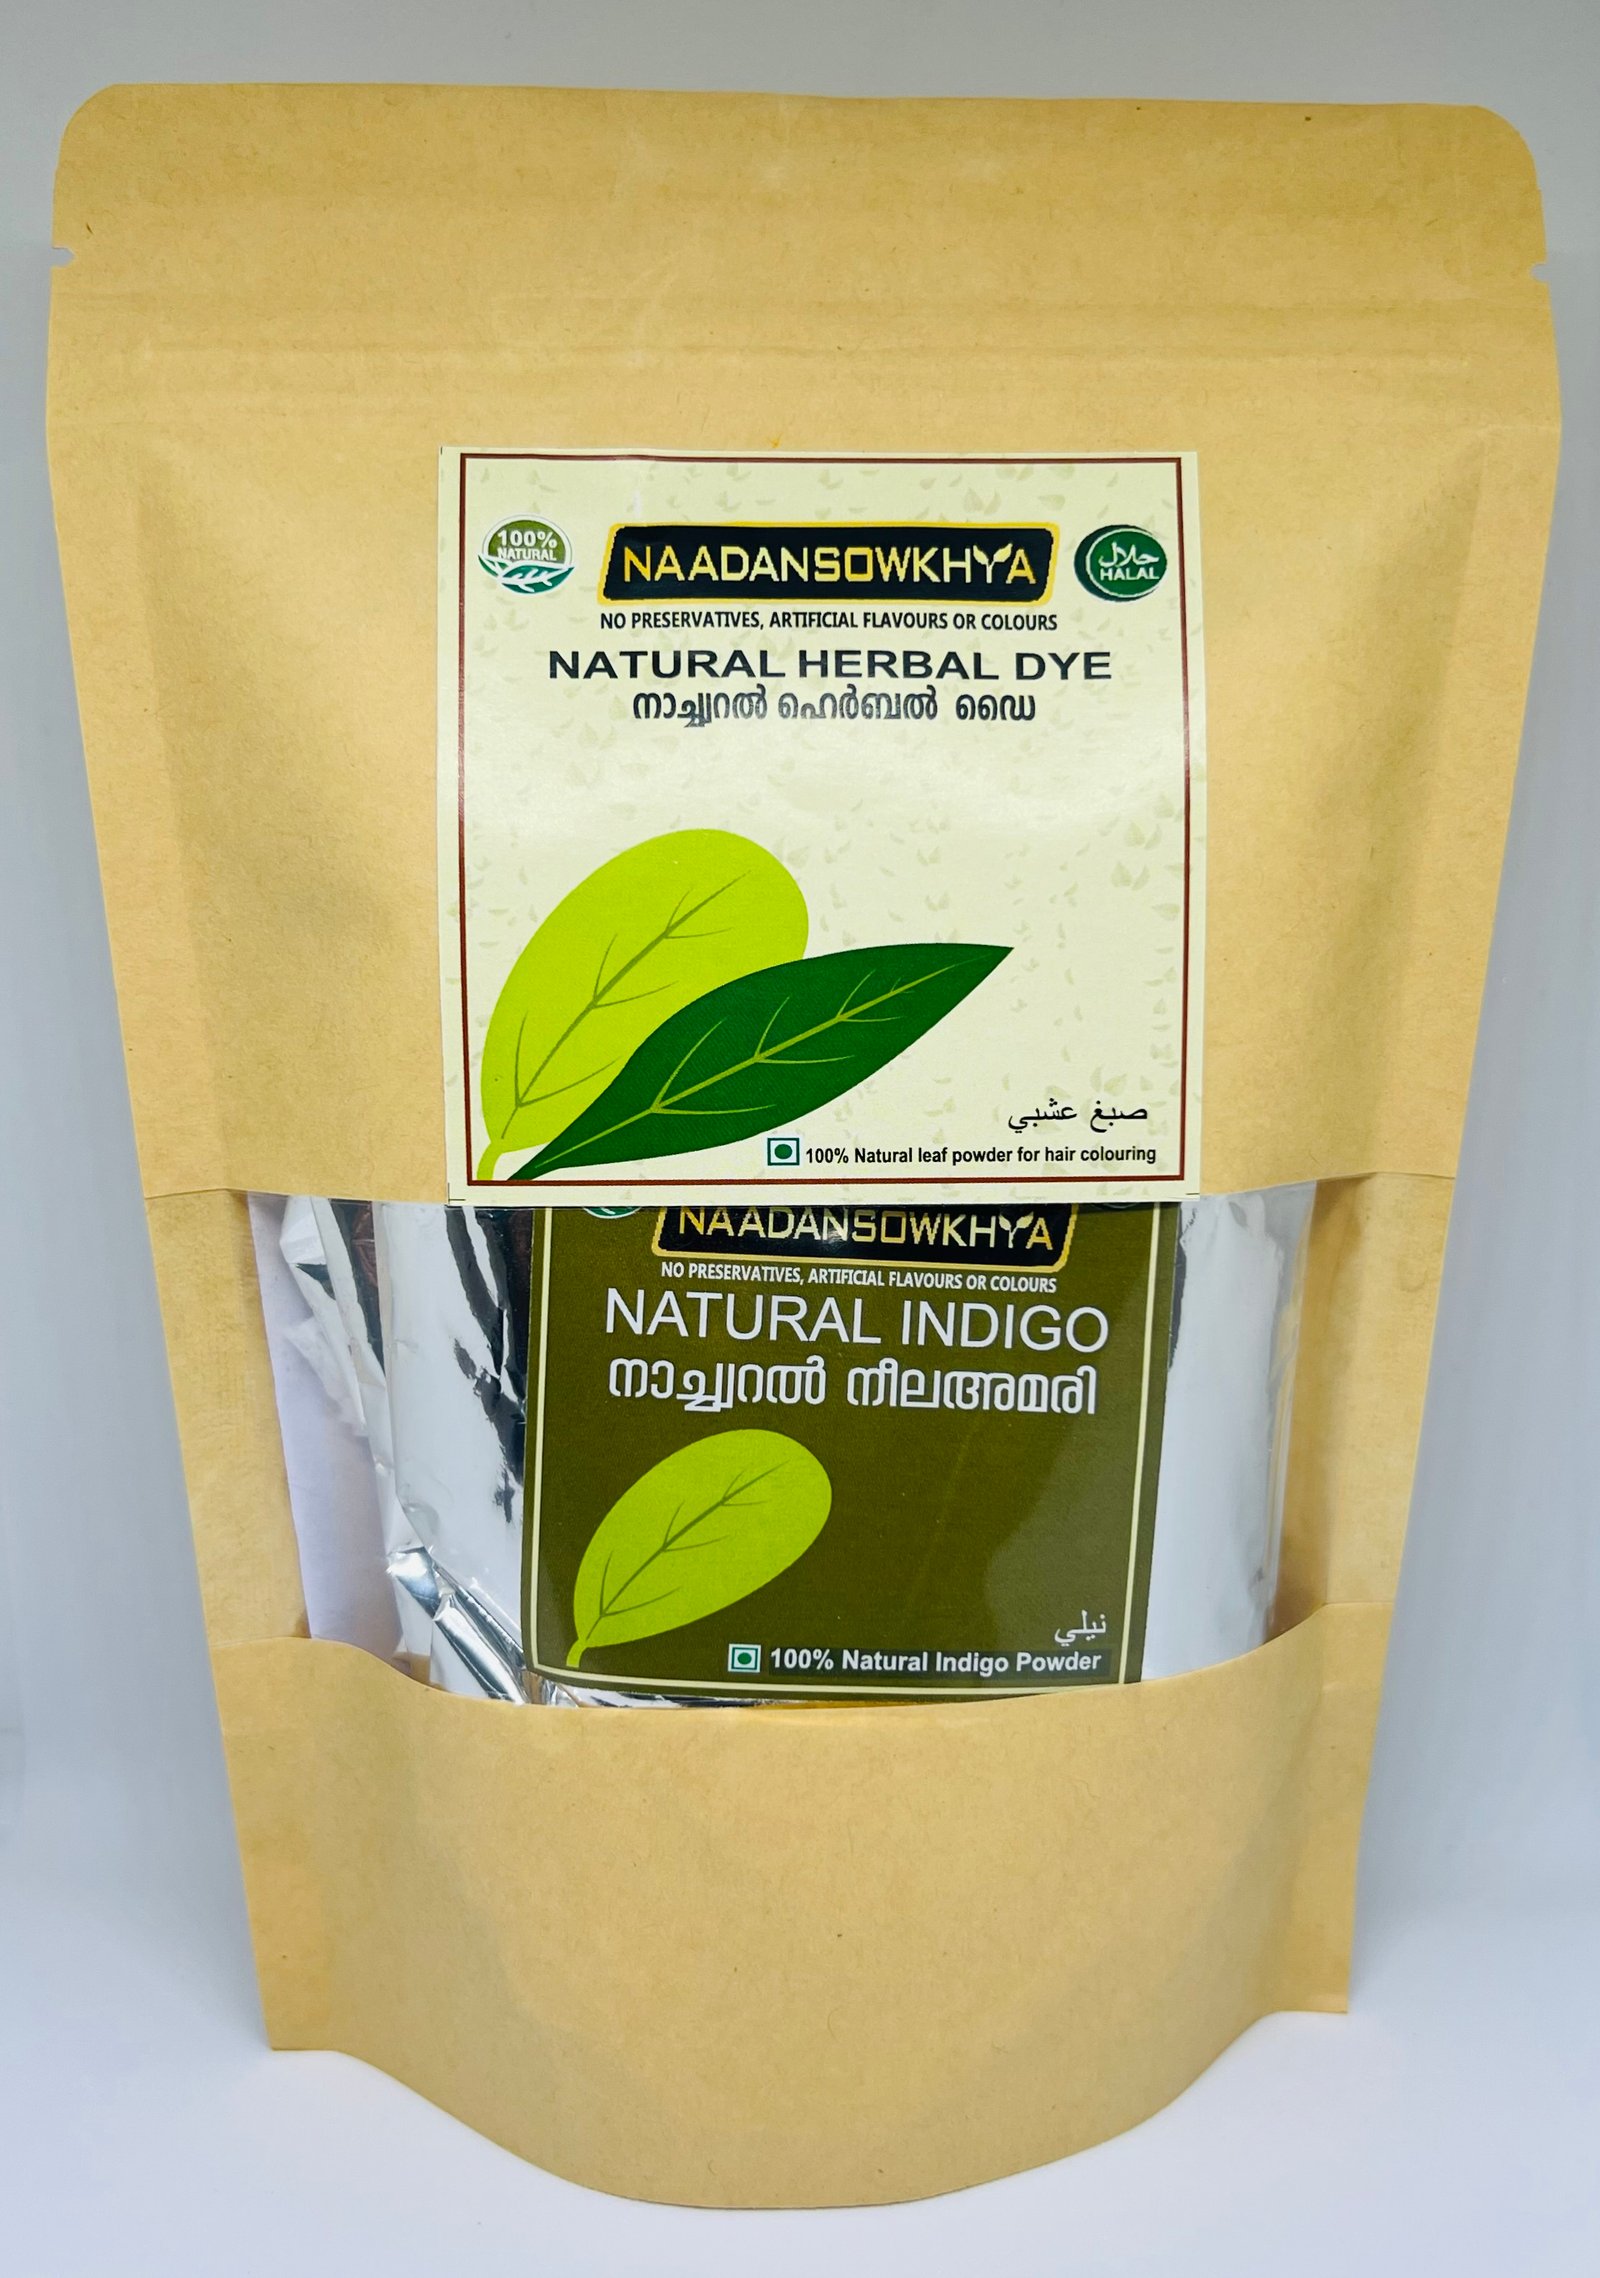 100%
NATURAL
NAADANSOWKHYA
حلال
HALAL
NO PRESERVATIVES, ARTIFICIAL FLAVOURS OR COLOURS
NATURAL HERBAL DYE
നാച്ച്വറൽ ഹെർബൽ ഡൈ
صبغ عشبي
100% Natural leaf powder for hair colouring
NAADANSOWKHYA
NO PRESERVATIVES, ARTIFICIAL FLAVOURS OR COLOURS
NATURAL INDIGO
നാച്ച്വറൽ നീലഅമരി
نيلي
100% Natural Indigo Powder